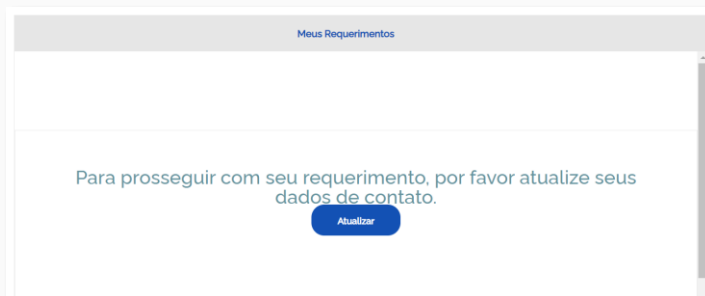 Meus Requerimentos
Para prosseguir com seu requerimento, por favor atualize seus
dados de contato.
Atualizar